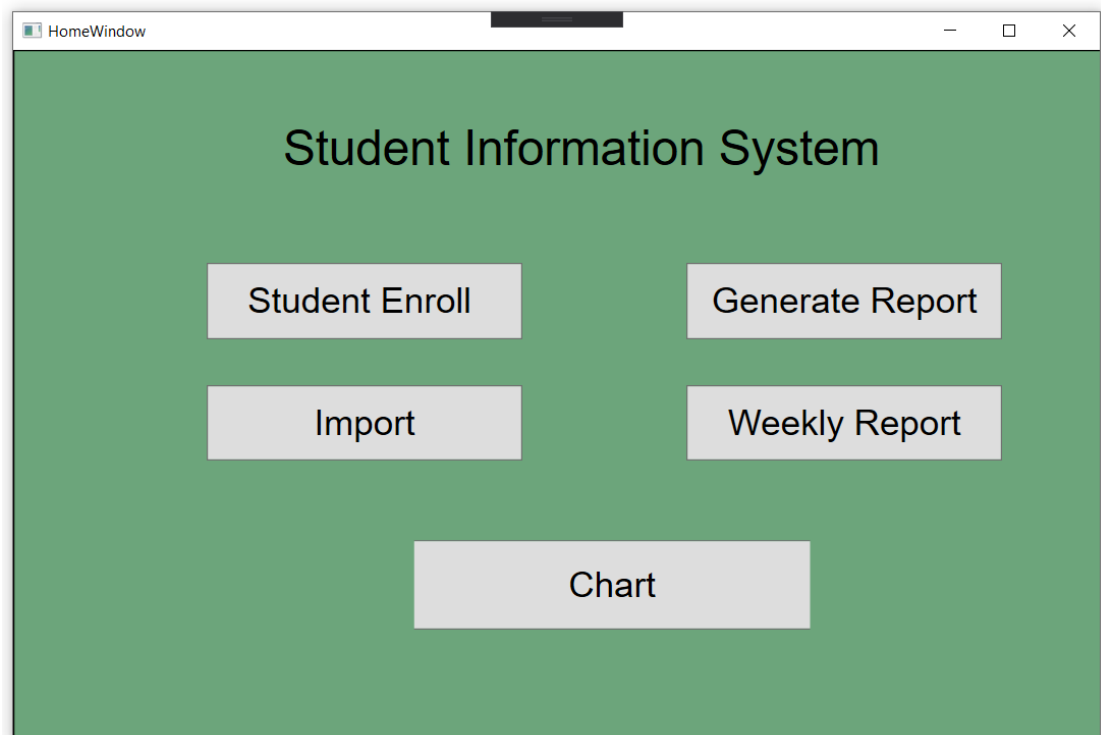 HomeWindow
Student Information System
Student Enroll
Generate Report
Import
Weekly Report
Chart